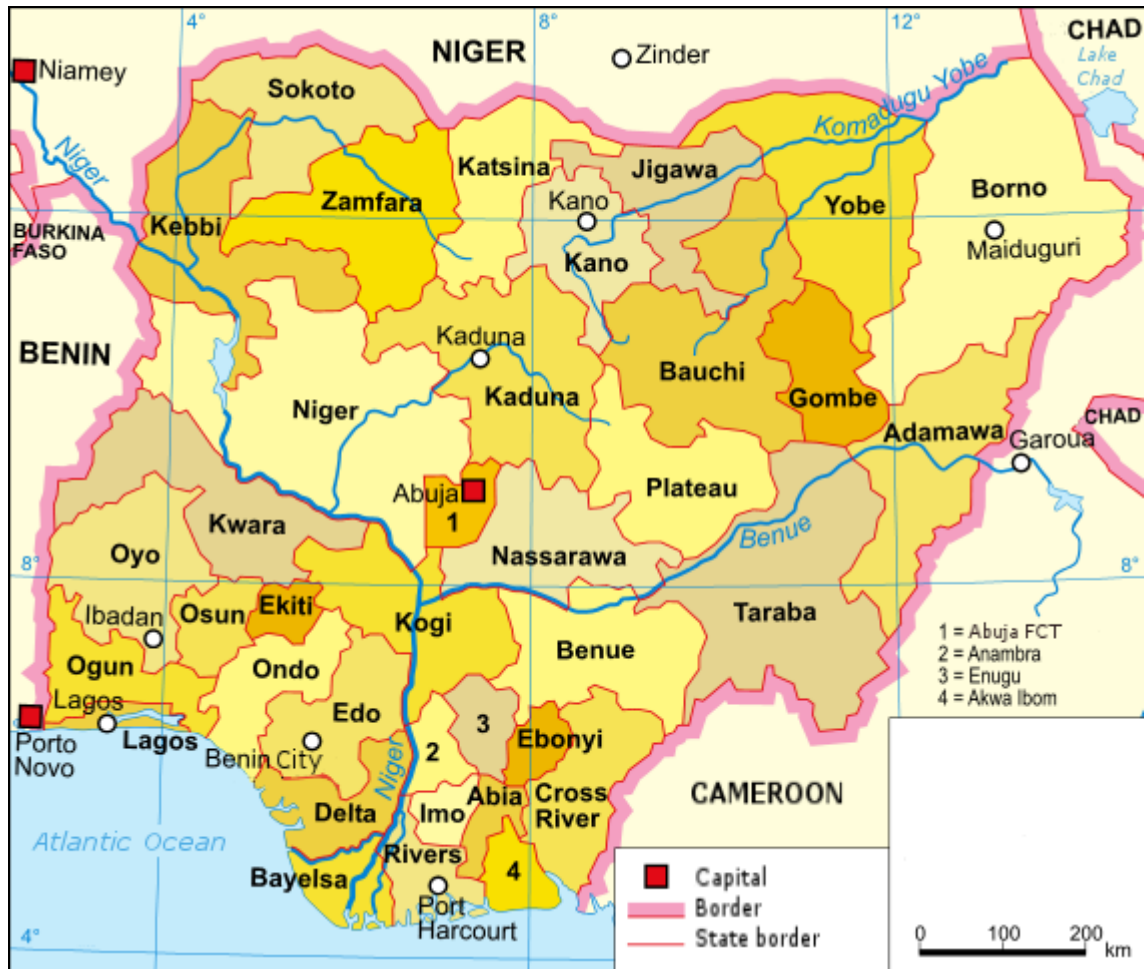 4°
8°
12°
NIGER
Zinder
CHAD
Lake
Chad
Niamey
Sokoto
Komadugu Yobe
Niger
Katsina
Jigawa
Zamfara
Kano
Yobe
Borno
Kebbi
BURKINA
FASO
Maiduguri
Kano
BENIN
Kaduna
Bauchi
Kaduna
Gombe
Niger
CHAD
Adamawa
Garoua
Abuja
Plateau
1
Kwara
Benue
Nassarawa
Oyo
8°
8°
Ibadan
Osun
Ekiti
Kogi
Taraba
Benue
Ogun
Ondo
1 = Abuja FCT
2 = Anambra
3 = Enugu
4 = Akwa Ibom
Lagos
Edo
3
Porto
Novo
Lagos
Benin City
2
Ebonyi
Niger
Abia
Cross
River
CAMEROON
Delta
Imo
Atlantic Ocean
Rivers
4
Bayelsa
Port
Harcourt
Capital
Border
State border
4°
0 100 200
km